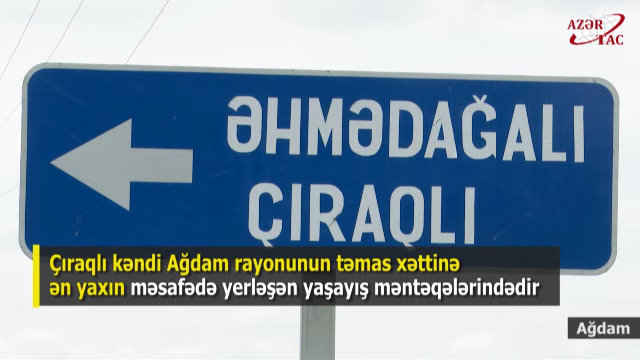 AZƏR
TAC
ƏHMƏDAĞALI
ÇIRAQLI
Çıraqlı kəndi Ağdam rayonunun təmas xəttinə
ən yaxın məsafədə yerləşən yaşayış məntəqələrindədir
Ağdam